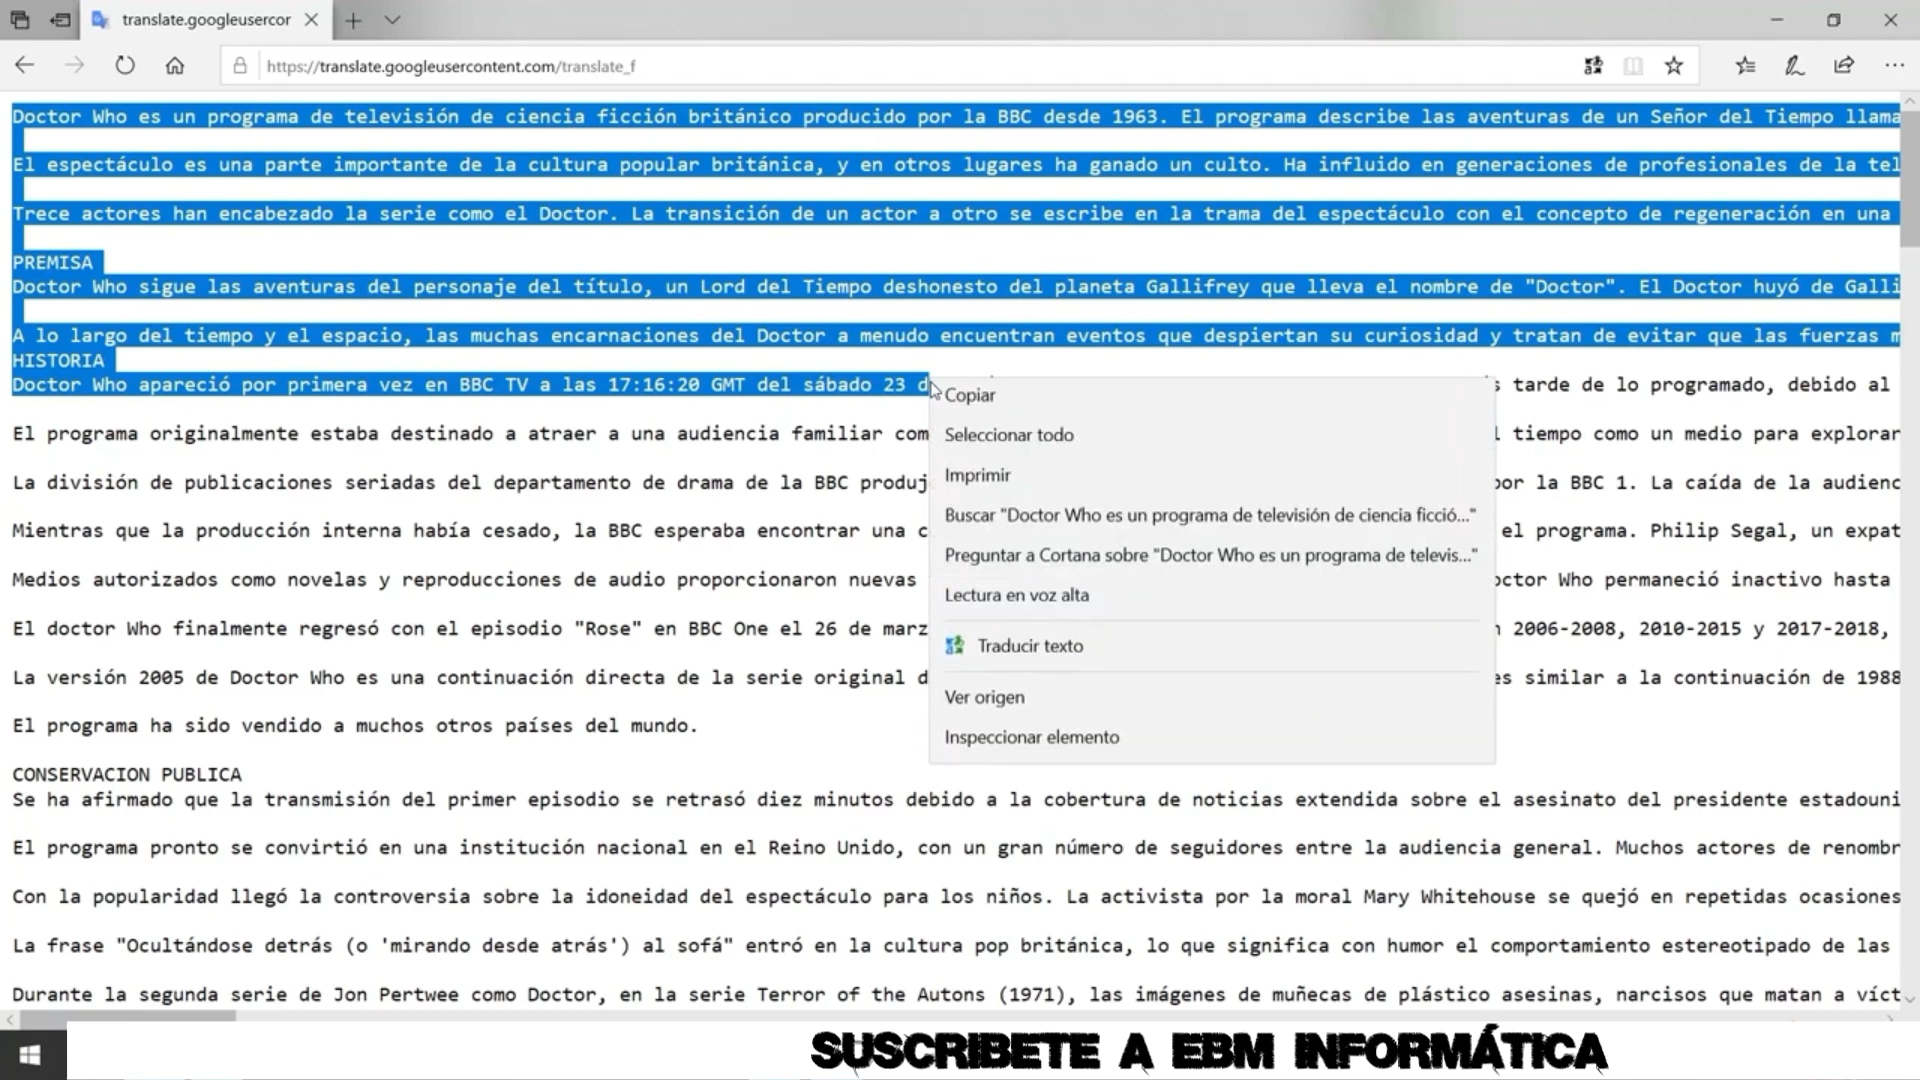 translate.googleusercor
https://translate.googleusercontent.com/translate_f
Doctor Who es un programa de televisión de ciencia ficción británico producido por la BBC desde 1963. El programa describe las aventuras de un Señor del Tiempo llama
El espectáculo es una parte importante de la cultura popular británica, y en otros lugares ha ganado un culto. Ha influido en generaciones de profesionales de la tel
Trece actores han encabezado la serie como el Doctor. La transición de un actor a otro se escribe en la trama del espectáculo con el concepto de regeneración en una
PREMISA
Doctor Who sigue las aventuras del personaje del título, un Lord del Tiempo deshonesto del planeta Gallifrey que lleva el nombre de "Doctor". El Doctor huyó de Galli
A lo largo del tiempo y el espacio, las muchas encarnaciones del Doctor a menudo encuentran eventos que despiertan su curiosidad y tratan de evitar que las fuerzas m
HISTORIA
Doctor Who apareció por primera vez en BBC TV a las 17:16:20 GMT del sábado 23 d s tarde de lo programado, debido al
El programa originalmente estaba destinado a atraer a una audiencia familiar com l tiempo como un medio para explorar
La división de publicaciones seriadas del departamento de drama de la BBC produj por la BBC 1. La caída de la audienc
Mientras que la producción interna había cesado, la BBC esperaba encontrar una c el programa. Philip Segal, un expat
Medios autorizados como novelas y reproducciones de audio proporcionaron nuevas octor Who permaneció inactivo hasta
El doctor Who finalmente regresó con el episodio "Rose" en BBC One el 26 de marz n 2006-2008, 2010-2015 y 2017-2018,
La versión 2005 de Doctor Who es una continuación directa de la serie original d es similar a la continuación de 1988
El programa ha sido vendido a muchos otros países del mundo.
CONSERVACION PUBLICA
Se ha afirmado que la transmisión del primer episodio se retrasó diez minutos debido a la cobertura de noticias extendida sobre el asesinato del presidente estadouni
El programa pronto se convirtió en una institución nacional en el Reino Unido, con un gran número de seguidores entre la audiencia general. Muchos actores de renombr
Con la popularidad llegó la controversia sobre la idoneidad del espectáculo para los niños. La activista por la moral Mary Whitehouse se quejó en repetidas ocasiones
La frase "Ocultándose detrás (o 'mirando desde atrás') al sofá" entró en la cultura pop británica, lo que significa con humor el comportamiento estereotipado de las
Durante la segunda serie de Jon Pertwee como Doctor, en la serie Terror of the Autons (1971), las imágenes de muñecas de plástico asesinas, narcisos que matan a víct
Copiar
Seleccionar todo
Imprimir
Buscar "Doctor Who es un programa de televisión de ciencia ficció..."
Preguntar a Cortana sobre "Doctor Who es un programa de televis..."
Lectura en voz alta
Traducir texto
Ver origen
Inspeccionar elemento
SUSCRIBETE A EBM INFORMÁTICA